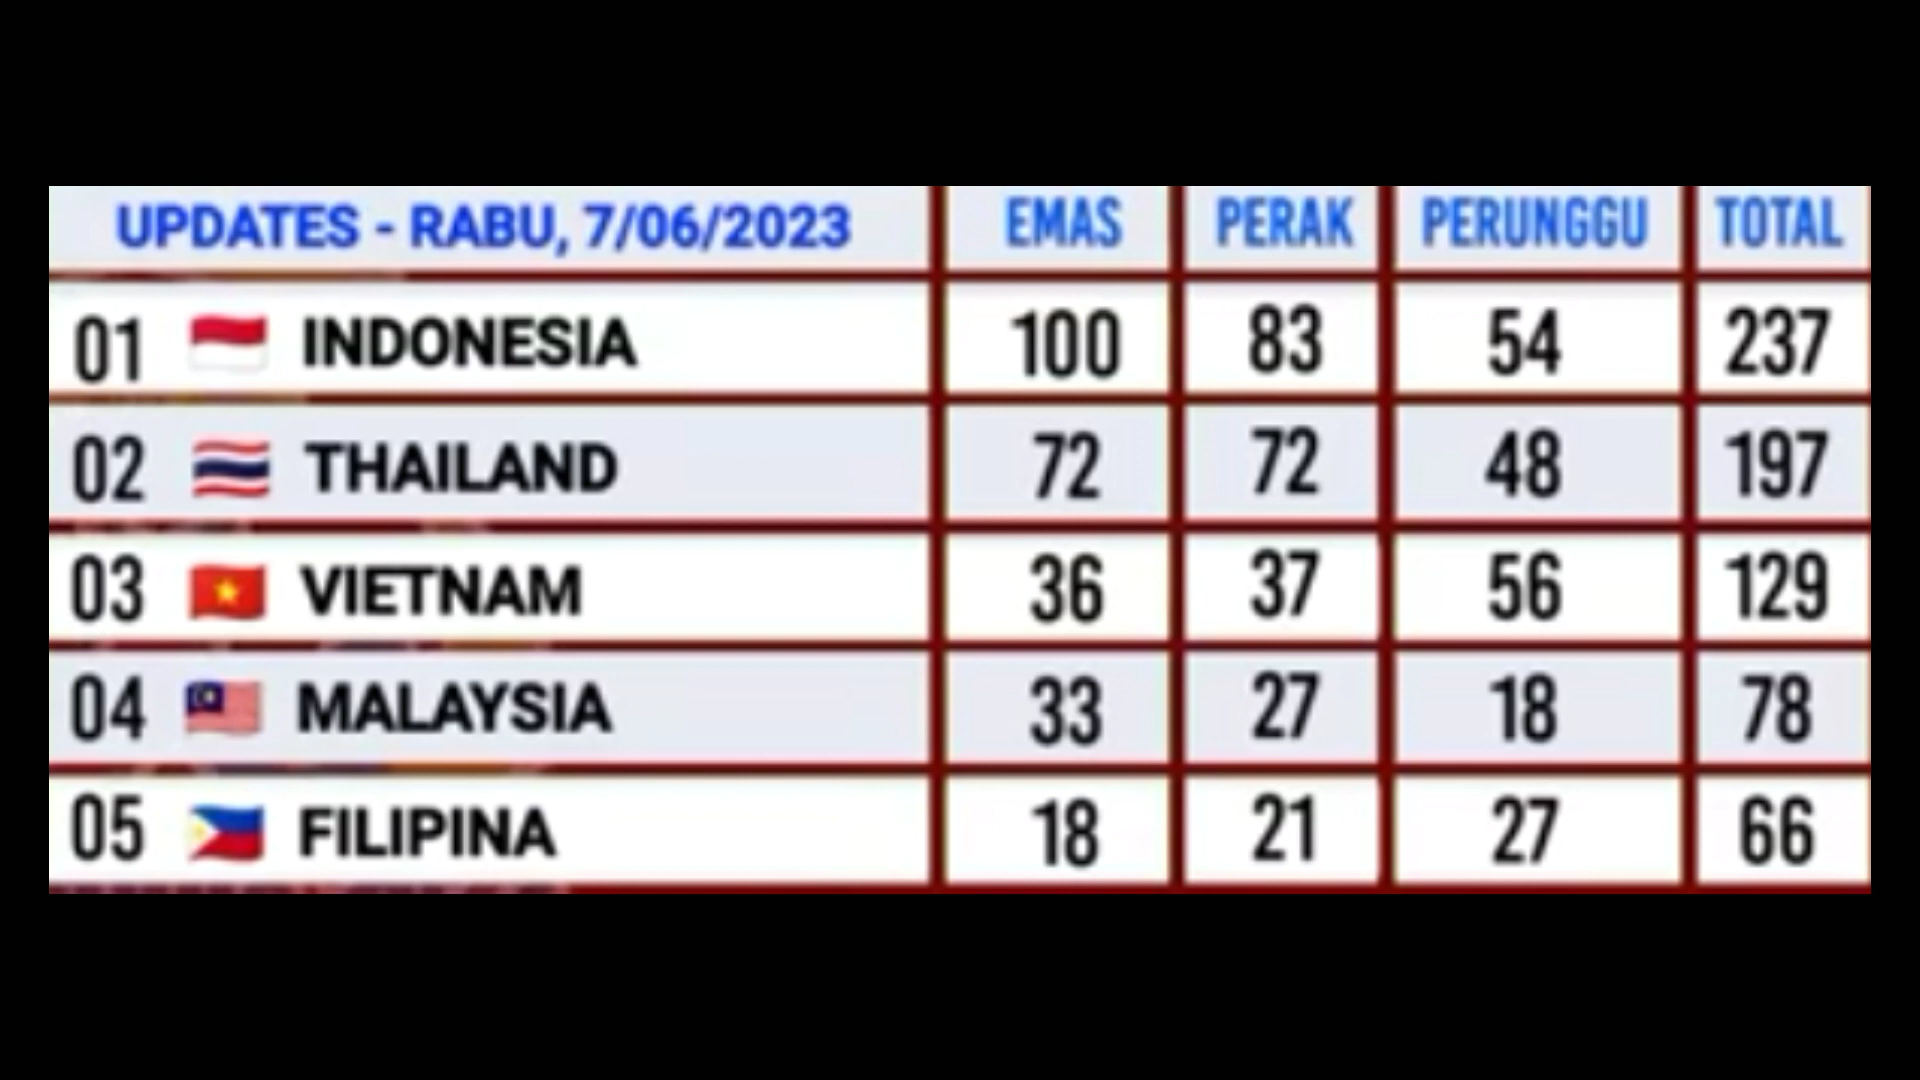 UPDATES - RABU, 7/06/2023 EMAS PERAK PERUNGGU TOTAL
01 INDONESIA 100 83 54 237
02 THAILAND 72 72 48 197
03 VIETNAM 36 37 56 129
04 MALAYSIA 33 27 18 78
05 FILIPINA 18 21 27 66